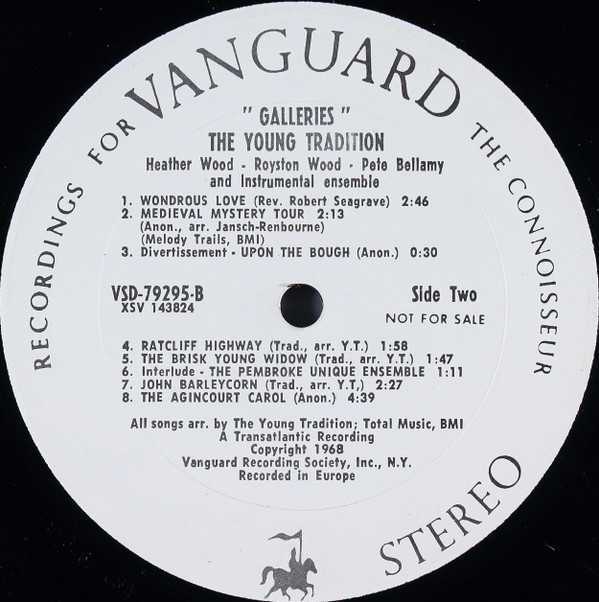 RECORDINGS FOR VANGUARD THE CONNOISSEUR
" GALLERIES "
THE YOUNG TRADITION
Heather Wood - Royston Wood - Pete Bellamy
and Instrumental ensemble
1. WONDROUS LOVE (Rev. Robert Seagrave) 2:46
2. MEDIEVAL MYSTERY TOUR 2:13
(Anon., arr. Jansch-Renbourne)
(Melody Trails, BMI)
3. Divertissement - UPON THE BOUGH (Anon.) 0:30
VSD-79295-B
XSV 143824
Side Two
NOT FOR SALE
4. RATCLIFF HIGHWAY (Trad., arr. Y.T.) 1:58
5. THE BRISK YOUNG WIDOW (Trad., arr. Y.T.) 1:47
6. Interlude - THE PEMBROKE UNIQUE ENSEMBLE 1:11
7. JOHN BARLEYCORN (Trad., arr. Y.T,) 2:27
8. THE AGINCOURT CAROL (Anon.) 4:39
All songs arr. by The Young Tradition; Total Music, BMI
A Transatlantic Recording
Copyright 1968
Vanguard Recording Society, Inc., N.Y.
Recorded in Europe
STEREO